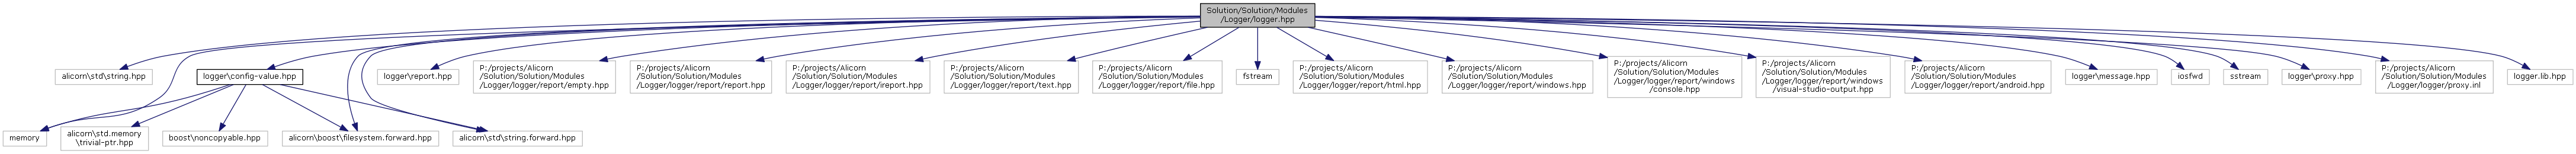 Solution/Solution/Modules
/Logger/logger.hpp
alicorn\std\string.hpp
logger\config-value.hpp
logger\report.hpp
P:/projects/Alicorn
/Solution/Solution/Modules
/Logger/logger/report/empty.hpp
P:/projects/Alicorn
/Solution/Solution/Modules
/Logger/logger/report/report.hpp
P:/projects/Alicorn
/Solution/Solution/Modules
/Logger/logger/report/ireport.hpp
P:/projects/Alicorn
/Solution/Solution/Modules
/Logger/logger/report/text.hpp
P:/projects/Alicorn
/Solution/Solution/Modules
/Logger/logger/report/file.hpp
fstream
P:/projects/Alicorn
/Solution/Solution/Modules
/Logger/logger/report/html.hpp
P:/projects/Alicorn
/Solution/Solution/Modules
/Logger/logger/report/windows.hpp
P:/projects/Alicorn
/Solution/Solution/Modules
/Logger/logger/report/windows
/console.hpp
P:/projects/Alicorn
/Solution/Solution/Modules
/Logger/logger/report/windows
/visual-studio-output.hpp
P:/projects/Alicorn
/Solution/Solution/Modules
/Logger/logger/report/android.hpp
logger\message.hpp
iosfwd
sstream
logger\proxy.hpp
P:/projects/Alicorn
/Solution/Solution/Modules
/Logger/logger/proxy.inl
logger.lib.hpp
memory
alicorn\std.memory
\trivial-ptr.hpp
boost\noncopyable.hpp
alicorn\boost\filesystem.forward.hpp
alicorn\std\string.forward.hpp